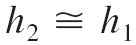 h₂ ≅ h₁